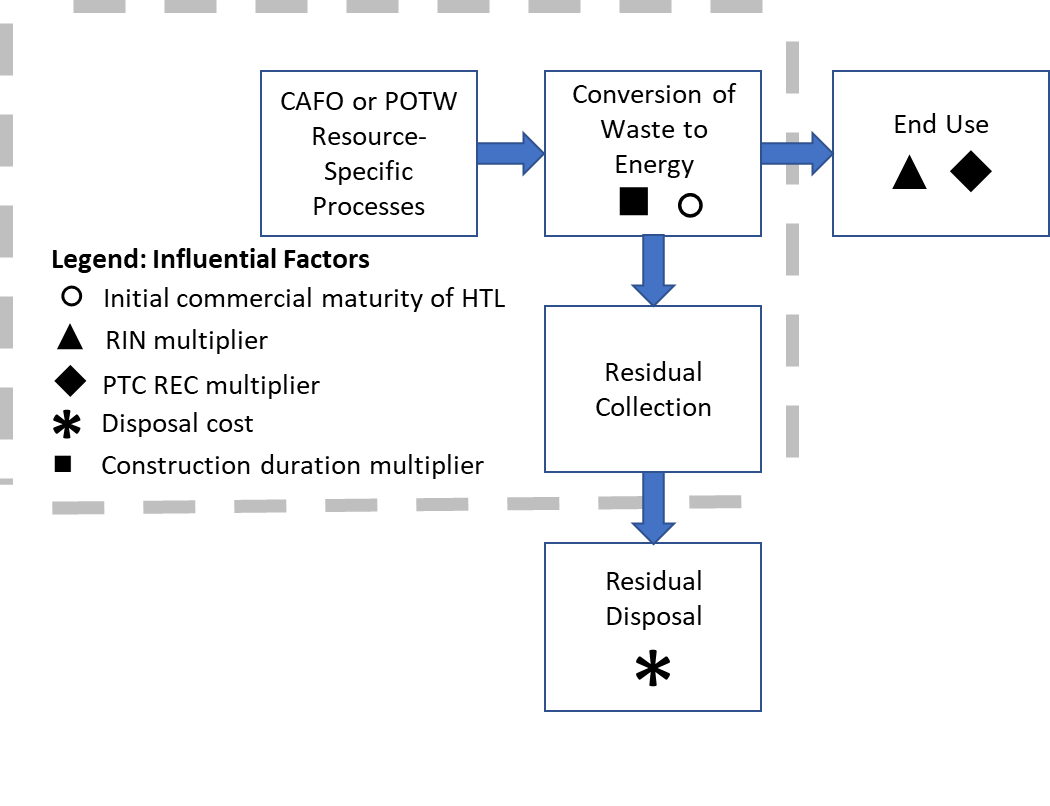 CAFO or POTW
Resource-
Specific
Processes
Conversion of
Waste to
Energy
End Use
Legend: Influential Factors
Initial commercial maturity of HTL
RIN multiplier
PTC REC multiplier
Disposal cost
Construction duration multiplier
Residual
Collection
Residual
Disposal